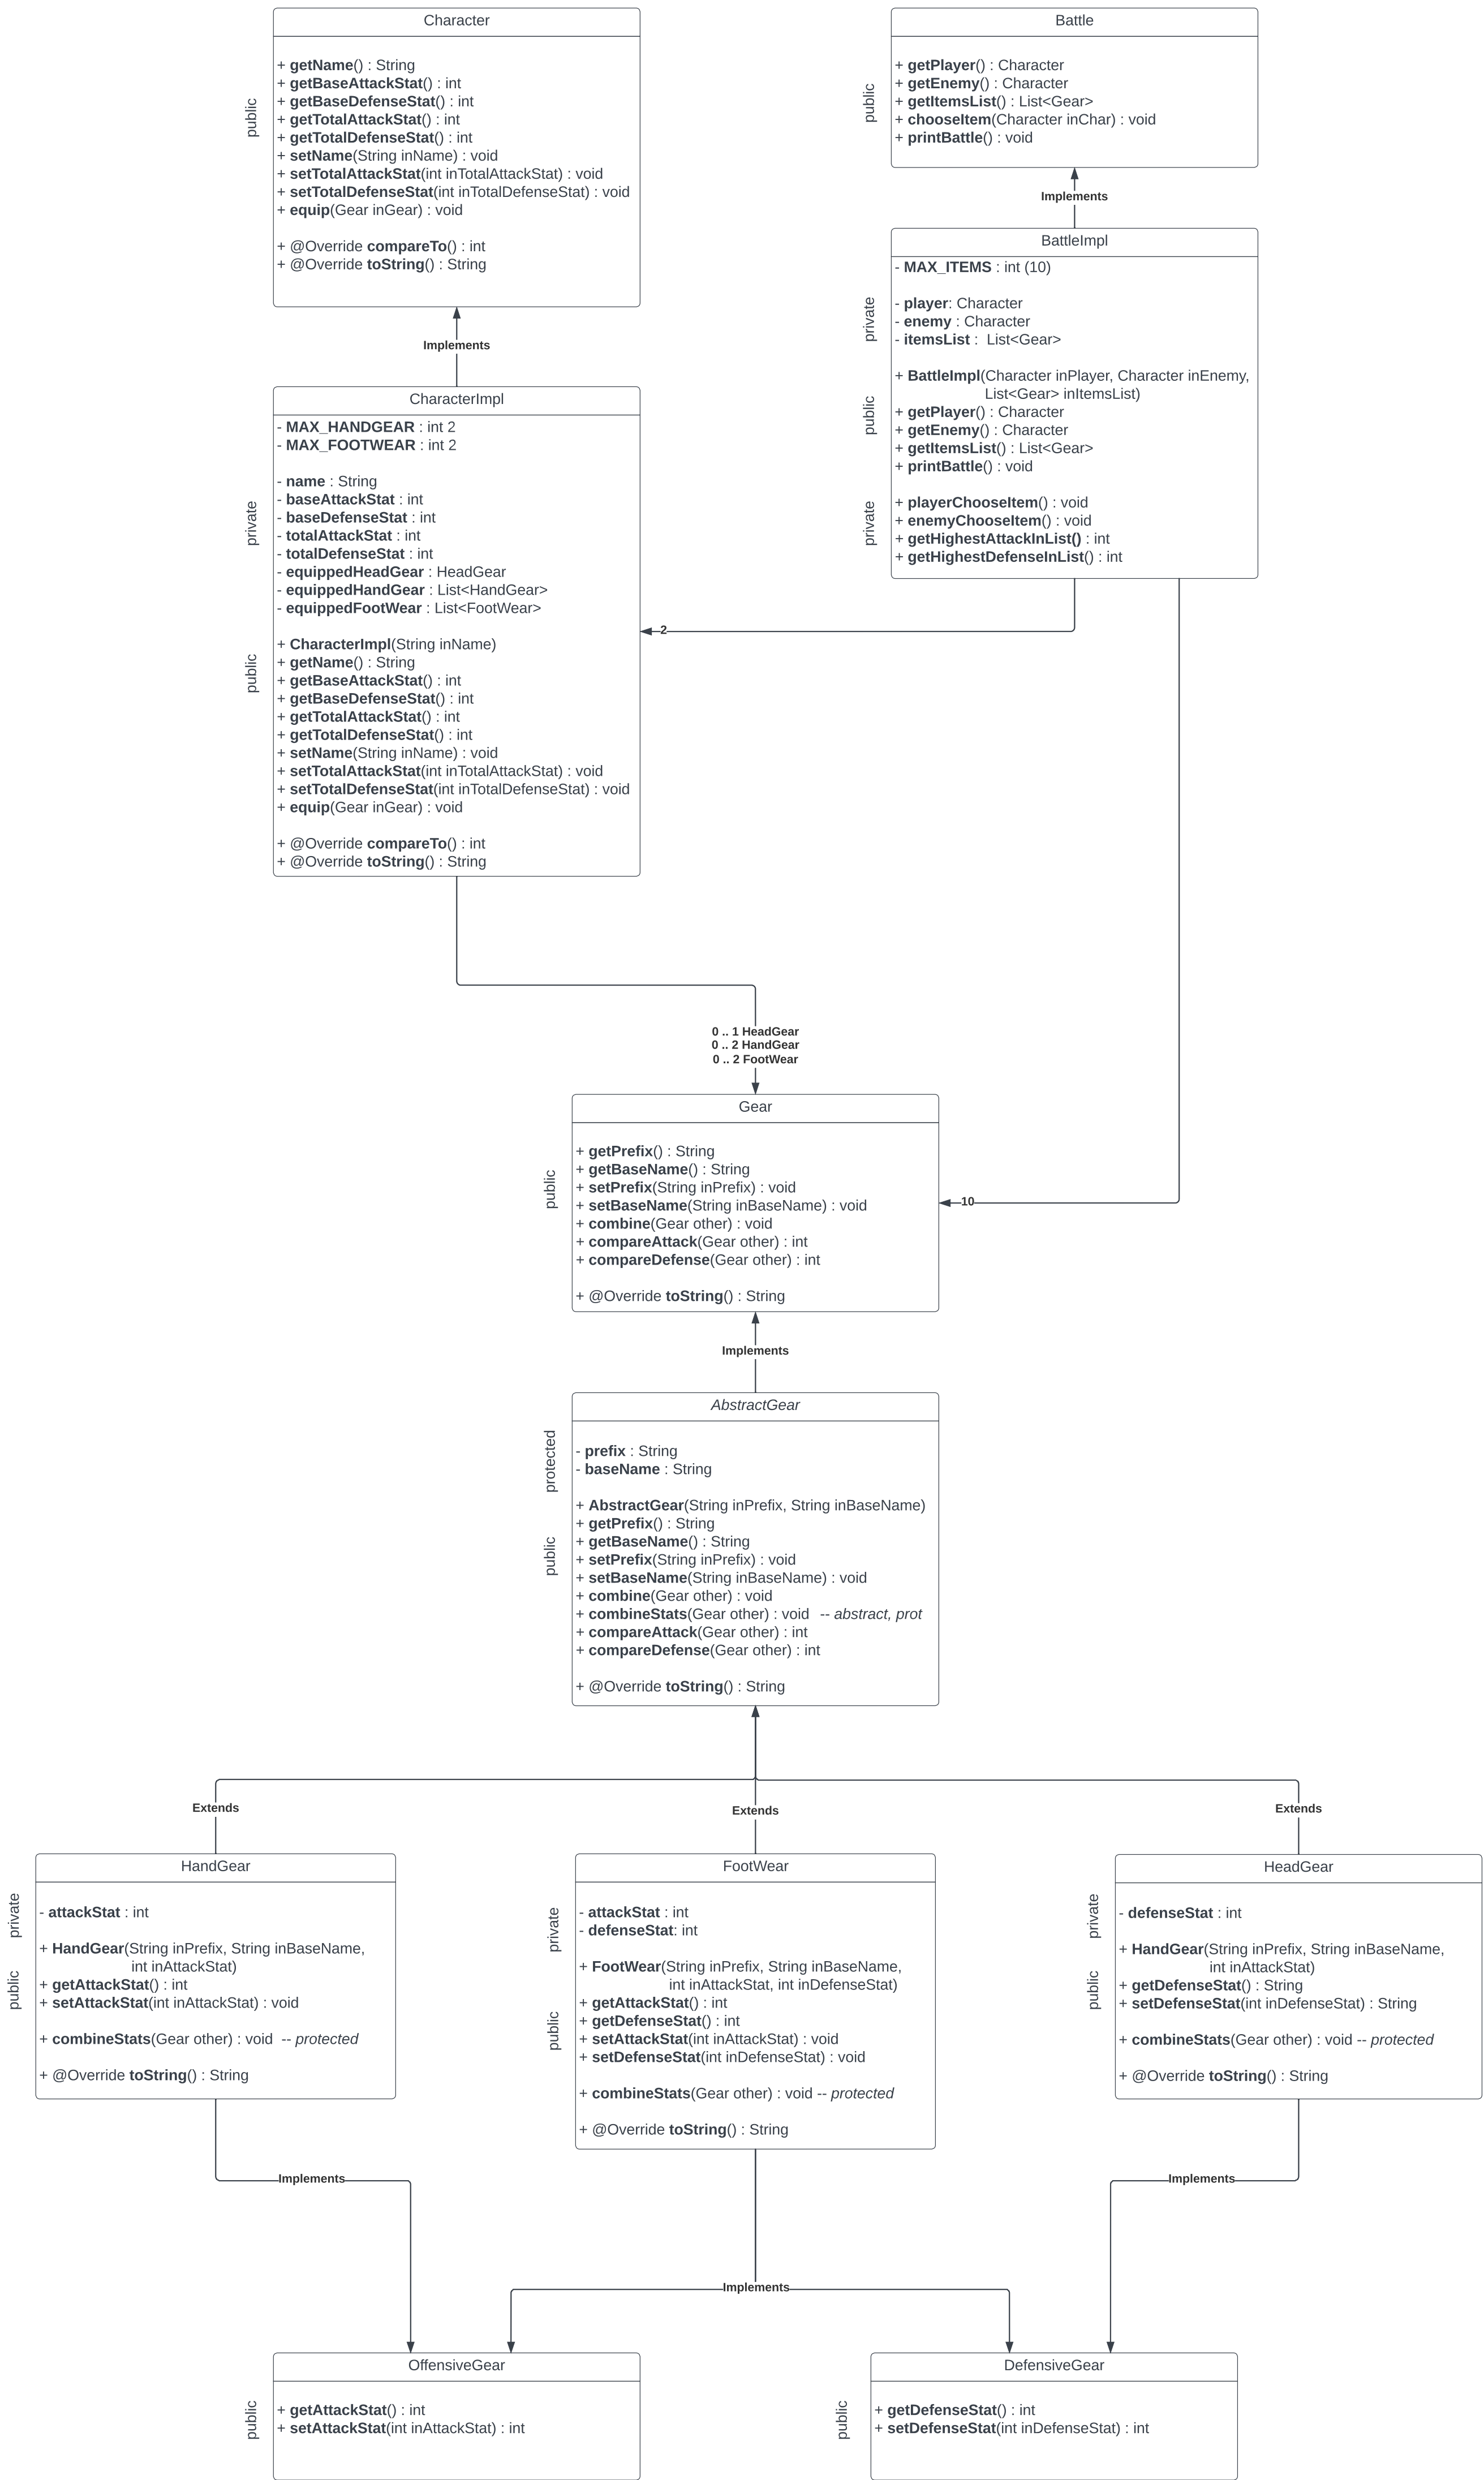 Character
public
+ getName() : String
+ getBaseAttackStat() : int
+ getBaseDefenseStat() : int
+ getTotalAttackStat() : int
+ getTotalDefenseStat() : int
+ setName(String inName) : void
+ setTotalAttackStat(int inTotalAttackStat) : void
+ setTotalDefenseStat(int inTotalDefenseStat) : void
+ equip(Gear inGear) : void
+ @Override compareTo() : int
+ @Override toString() : String
Battle
public
+ getPlayer() : Character
+ getEnemy() : Character
+ getItemsList() : List<Gear>
+ chooseItem(Character inChar) : void
+ printBattle() : void
Implements
Implements
BattleImpl
- MAX_ITEMS : int (10)
private
- player: Character
- enemy : Character
- itemsList :  List<Gear>
public
+ BattleImpl(Character inPlayer, Character inEnemy,
List<Gear> inItemsList)
+ getPlayer() : Character
+ getEnemy() : Character
+ getItemsList() : List<Gear>
+ printBattle() : void
private
+ playerChooseItem() : void
+ enemyChooseItem() : void
+ getHighestAttackInList() : int
+ getHighestDefenseInList() : int
CharacterImpl
- MAX_HANDGEAR : int 2
- MAX_FOOTWEAR : int 2
private
- name : String
- baseAttackStat : int
- baseDefenseStat : int
- totalAttackStat : int
- totalDefenseStat : int
- equippedHeadGear : HeadGear
- equippedHandGear : List<HandGear>
- equippedFootWear : List<FootWear>
public
+ CharacterImpl(String inName)
+ getName() : String
+ getBaseAttackStat() : int
+ getBaseDefenseStat() : int
+ getTotalAttackStat() : int
+ getTotalDefenseStat() : int
+ setName(String inName) : void
+ setTotalAttackStat(int inTotalAttackStat) : void
+ setTotalDefenseStat(int inTotalDefenseStat) : void
+ equip(Gear inGear) : void
+ @Override compareTo() : int
+ @Override toString() : String
2
0 .. 1 HeadGear
0 .. 2 HandGear
0 .. 2 FootWear
10
Gear
public
+ getPrefix() : String
+ getBaseName() : String
+ setPrefix(String inPrefix) : void
+ setBaseName(String inBaseName) : void
+ combine(Gear other) : void
+ compareAttack(Gear other) : int
+ compareDefense(Gear other) : int
+ @Override toString() : String
Implements
AbstractGear
protected
- prefix : String
- baseName : String
public
+ AbstractGear(String inPrefix, String inBaseName)
+ getPrefix() : String
+ getBaseName() : String
+ setPrefix(String inPrefix) : void
+ setBaseName(String inBaseName) : void
+ combine(Gear other) : void
+ combineStats(Gear other) : void  -- abstract, prot
+ compareAttack(Gear other) : int
+ compareDefense(Gear other) : int
+ @Override toString() : String
Extends
Extends
Extends
HandGear
private
- attackStat : int
public
+ HandGear(String inPrefix, String inBaseName,
int inAttackStat)
+ getAttackStat() : int
+ setAttackStat(int inAttackStat) : void
+ combineStats(Gear other) : void  -- protected
+ @Override toString() : String
FootWear
private
- attackStat : int
- defenseStat: int
public
+ FootWear(String inPrefix, String inBaseName,
int inAttackStat, int inDefenseStat)
+ getAttackStat() : int
+ getDefenseStat() : int
+ setAttackStat(int inAttackStat) : void
+ setDefenseStat(int inDefenseStat) : void
+ combineStats(Gear other) : void -- protected
+ @Override toString() : String
HeadGear
private
- defenseStat : int
public
+ HandGear(String inPrefix, String inBaseName,
int inAttackStat)
+ getDefenseStat() : String
+ setDefenseStat(int inDefenseStat) : String
+ combineStats(Gear other) : void -- protected
+ @Override toString() : String
Implements
Implements
Implements
OffensiveGear
public
+ getAttackStat() : int
+ setAttackStat(int inAttackStat) : int
DefensiveGear
public
+ getDefenseStat() : int
+ setDefenseStat(int inDefenseStat) : int